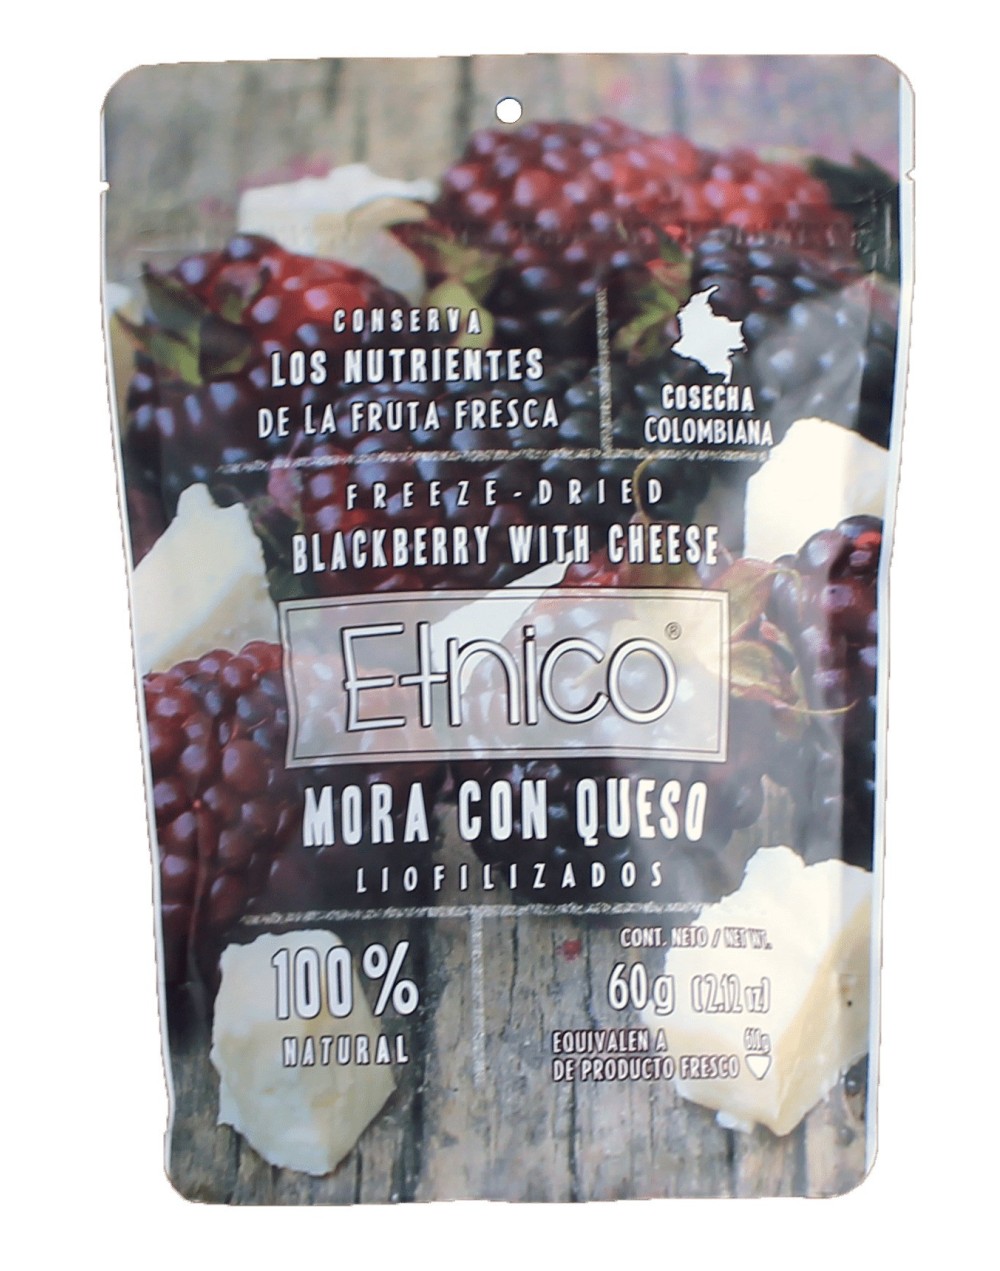 CONSERVA
LOS NUTRIENTES
DE LA FRUTA FRESCA
COSECHA
COLOMBIANA
FREEZE-DRIED
BLACKBERRY WITH CHEESE
Etnico®
MORA CON QUESO
LIOFILIZADOS
100%
NATURAL
CONT. NETO / NET WT.
60g (2.12 oz)
EQUIVALEN A
DE PRODUCTO FRESCO